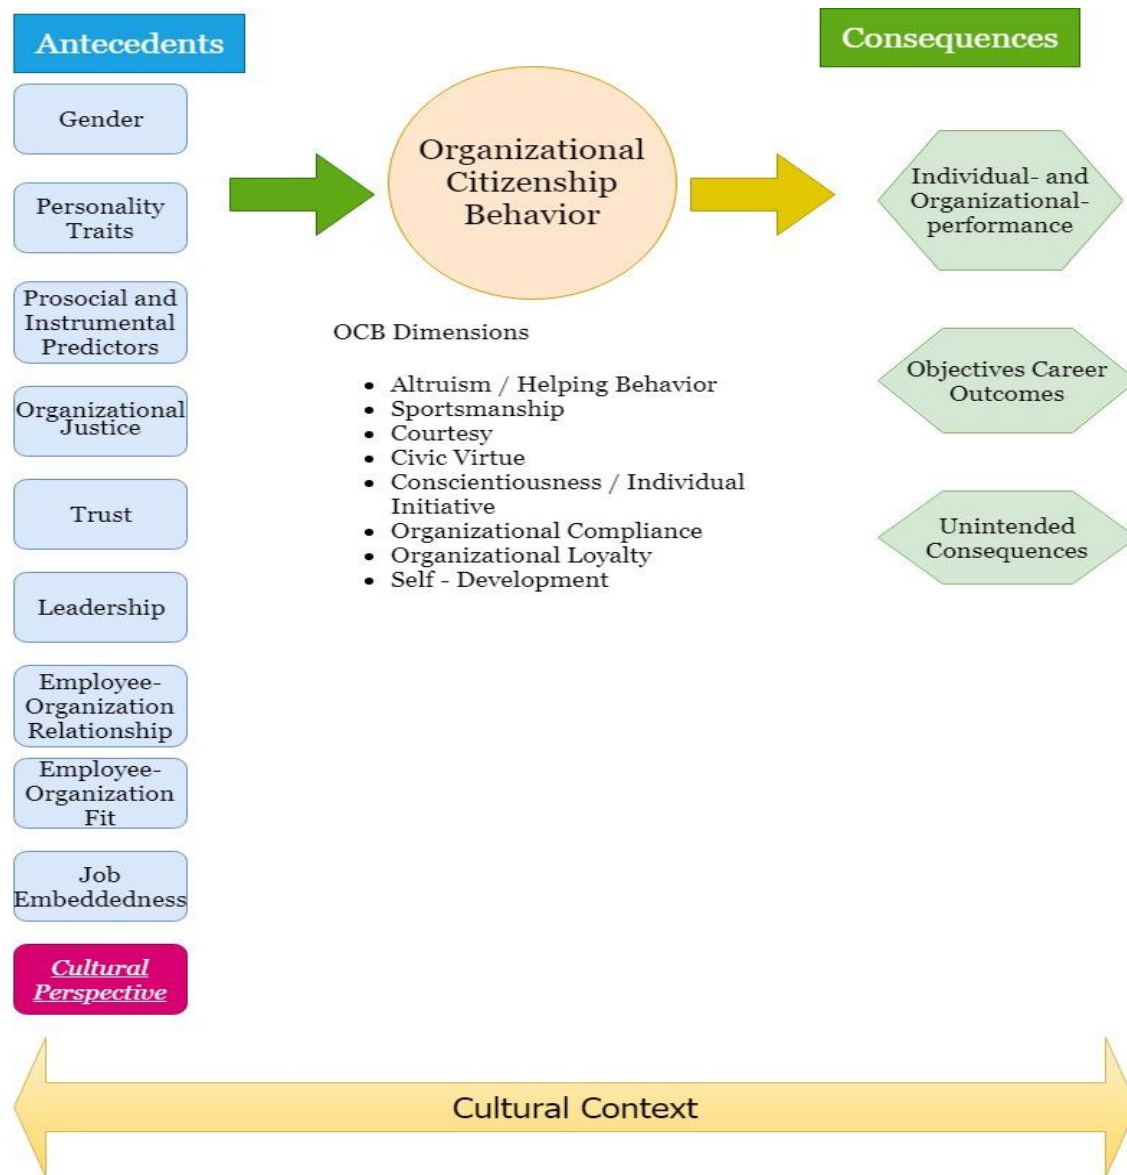 Antecedents
Gender
Personality
Traits
Prosocial and
Instrumental
Predictors
Organizational
Justice
Trust
Leadership
Employee-
Organization
Relationship
Employee-
Organization
Fit
Job
Embeddedness
Cultural
Perspective
Organizational
Citizenship
Behavior
OCB Dimensions
• Altruism / Helping Behavior
• Sportsmanship
• Courtesy
• Civic Virtue
• Conscientiousness / Individual
Initiative
• Organizational Compliance
• Organizational Loyalty
• Self - Development
Consequences
Individual- and
Organizational-
performance
Objectives Career
Outcomes
Unintended
Consequences
Cultural Context